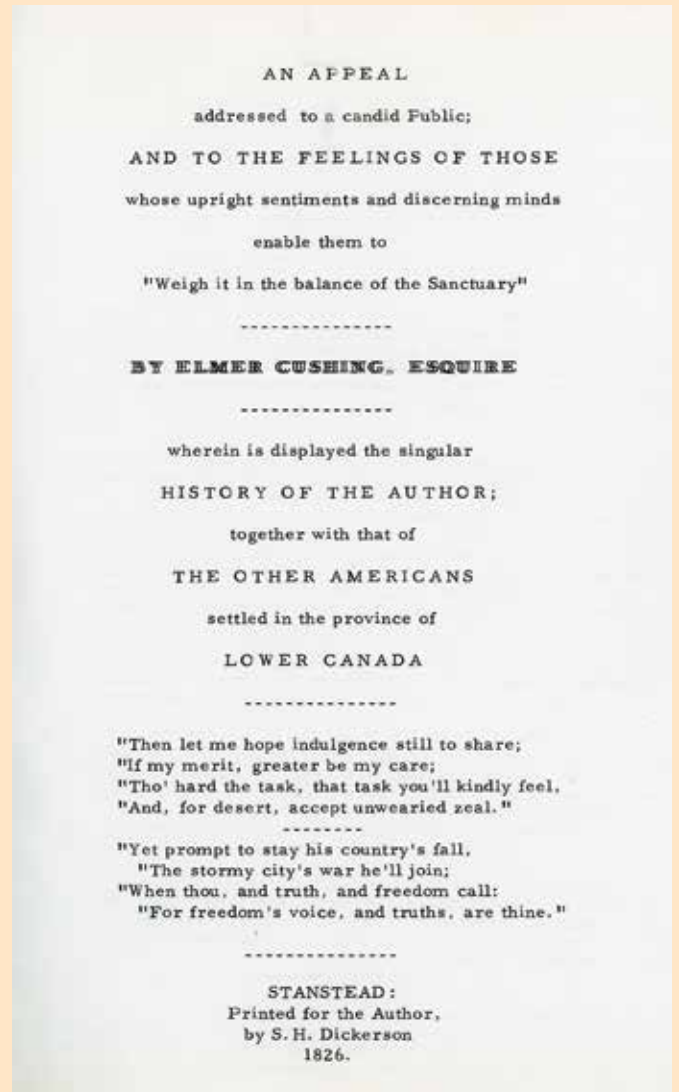 AN APPEAL
addressed to a candid Public;
AND TO THE FEELINGS OF THOSE
whose upright sentiments and discerning minds
enable them to
"Weigh it in the balance of the Sanctuary"
---------------
BY ELMER CUSHING, ESQUIRE
---------------
wherein is displayed the singular
HISTORY OF THE AUTHOR;
together with that of
THE OTHER AMERICANS
settled in the province of
LOWER CANADA
---------------
"Then let me hope indulgence still to share;
"If my merit, greater be my care;
"Tho' hard the task, that task you'll kindly feel,
"And, for desert, accept unwearied zeal."
--------
"Yet prompt to stay his country's fall,
"The stormy city's war he'll join;
"When thou, and truth, and freedom call:
"For freedom's voice, and truths, are thine."
---------------
STANSTEAD:
Printed for the Author,
by S. H. Dickerson
1826.